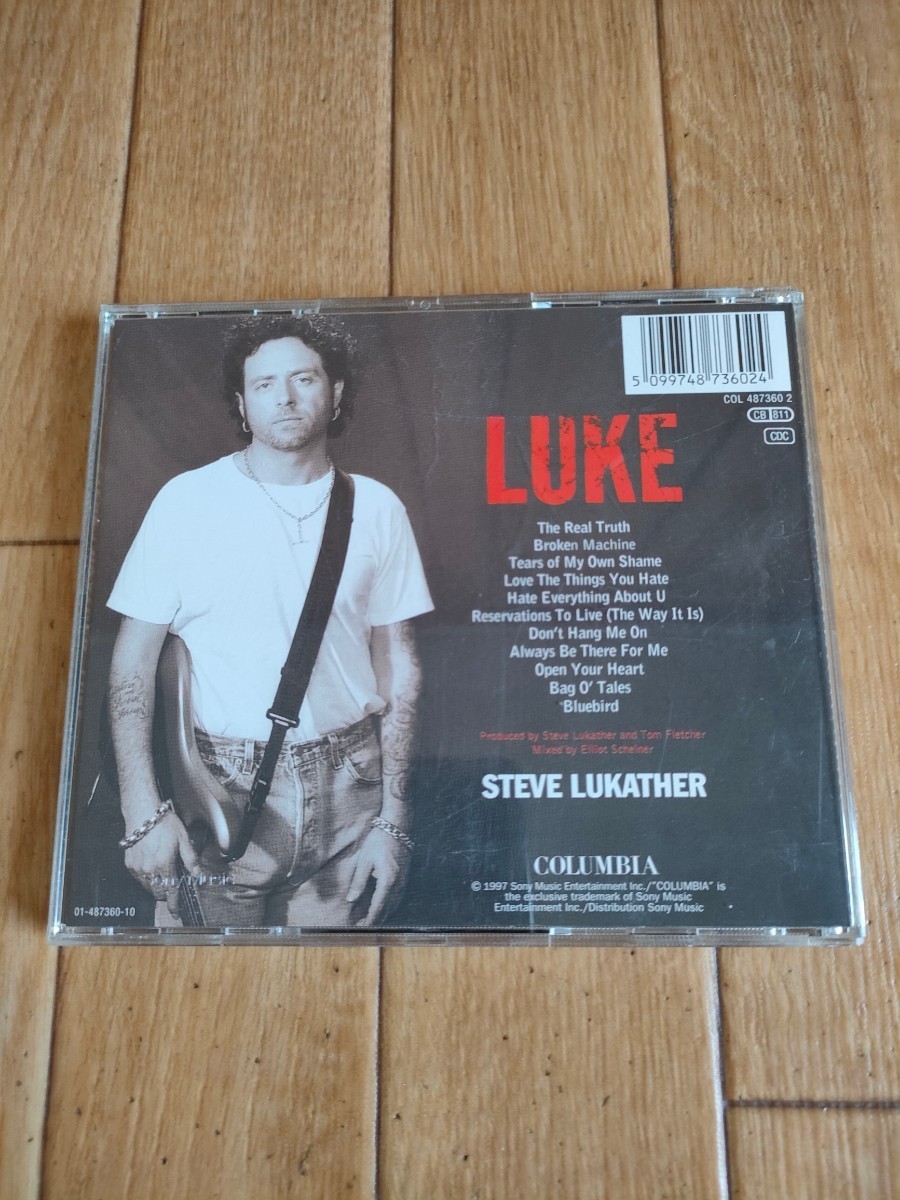 5 099748 736024
COL 487360 2
CB 811
CDC
LUKE
The Real Truth
Broken Machine
Tears of My Own Shame
Love The Things You Hate
Hate Everything About U
Reservations To Live (The Way It Is)
Don't Hang Me On
Always Be There For Me
Open Your Heart
Bag O' Tales
Bluebird
Produced by Steve Lukather and Tom Fletcher
Mixed by Elliot Scheiner
STEVE LUKATHER
COLUMBIA
© 1997 Sony Music Entertainment Inc./"COLUMBIA" is
the exclusive trademark of Sony Music
Entertainment Inc./Distribution Sony Music
Sony Music
01-487360-10